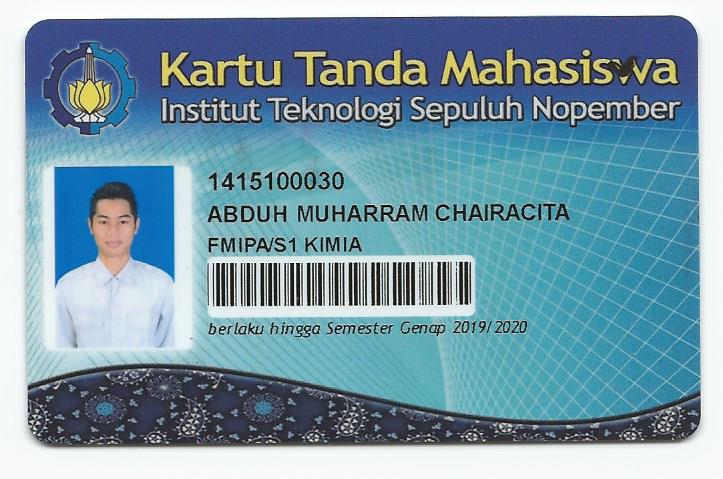 Kartu Tanda Mahasiswa
Institut Teknologi Sepuluh Nopember
1415100030
ABDUH MUHARRAM CHAIRACITA
FMIPA/S1 KIMIA
berlaku hingga Semester Genap 2019/2020